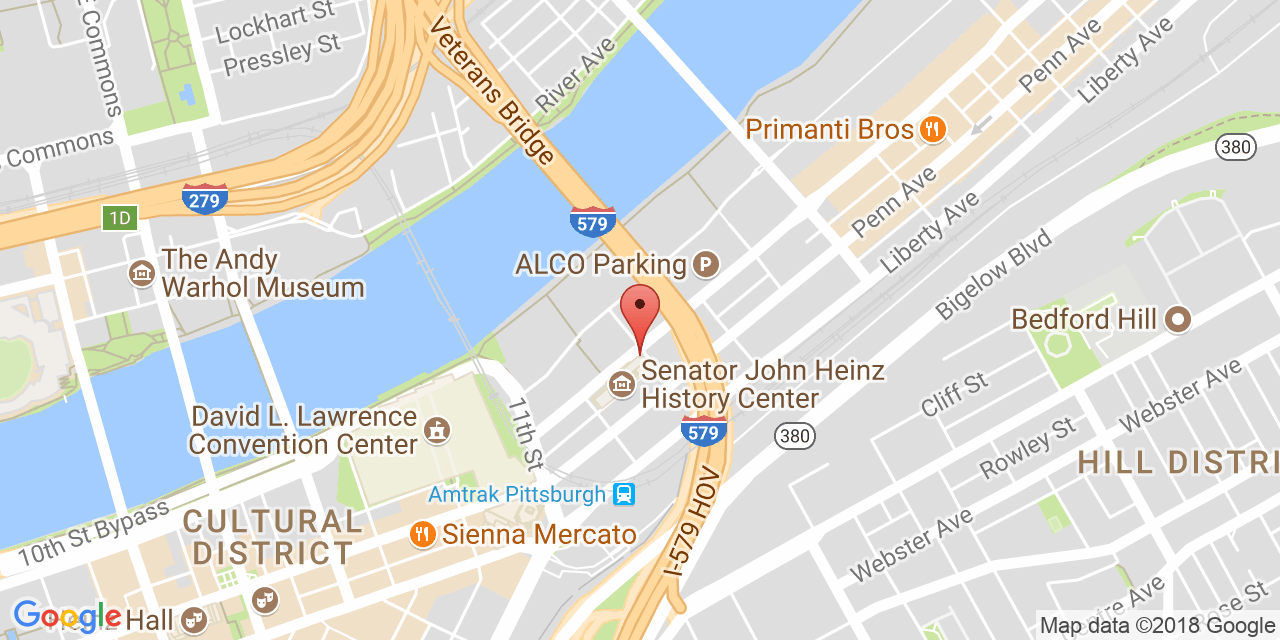 E Commons
Lockhart St
Pressley St
Commons
Veterans Bridge
River Ave
Penn Ave
Liberty Ave
Primanti Bros
380
279
1D
579
Penn Ave
Liberty Ave
The Andy
Warhol Museum
ALCO Parking
P
Bigelow Blvd
Bedford Hill
Senator John Heinz
History Center
Cliff St
Webster Ave
David L. Lawrence
Convention Center
11th St
579
380
Rowley St
HILL DISTRI
Amtrak Pittsburgh
I-579 HOV
10th St Bypass
CULTURAL
DISTRICT
Sienna Mercato
Webster Ave
Rose St
Google
Hall
Map data ©2018 Google